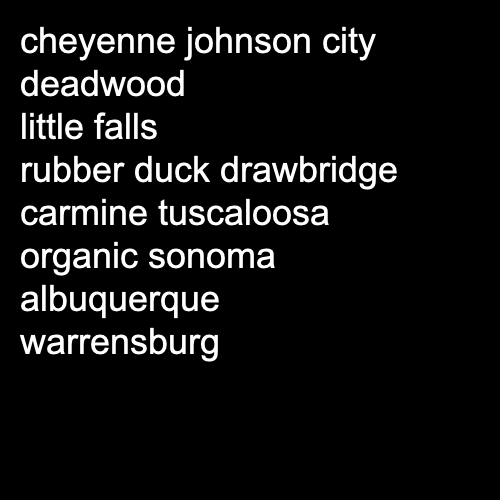 cheyenne johnson city
deadwood
little falls
rubber duck drawbridge
carmine tuscaloosa
organic sonoma
albuquerque
warrensburg